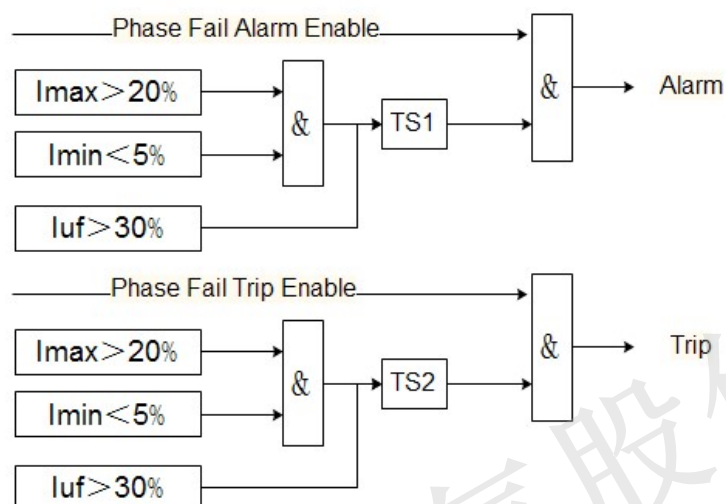 Phase Fail Alarm Enable
Imax＞20%
&
Imin＜5%
TS1
&
Alarm
Iuf＞30%
Phase Fail Trip Enable
Imax＞20%
&
Imin＜5%
TS2
&
Trip
Iuf＞30%
股